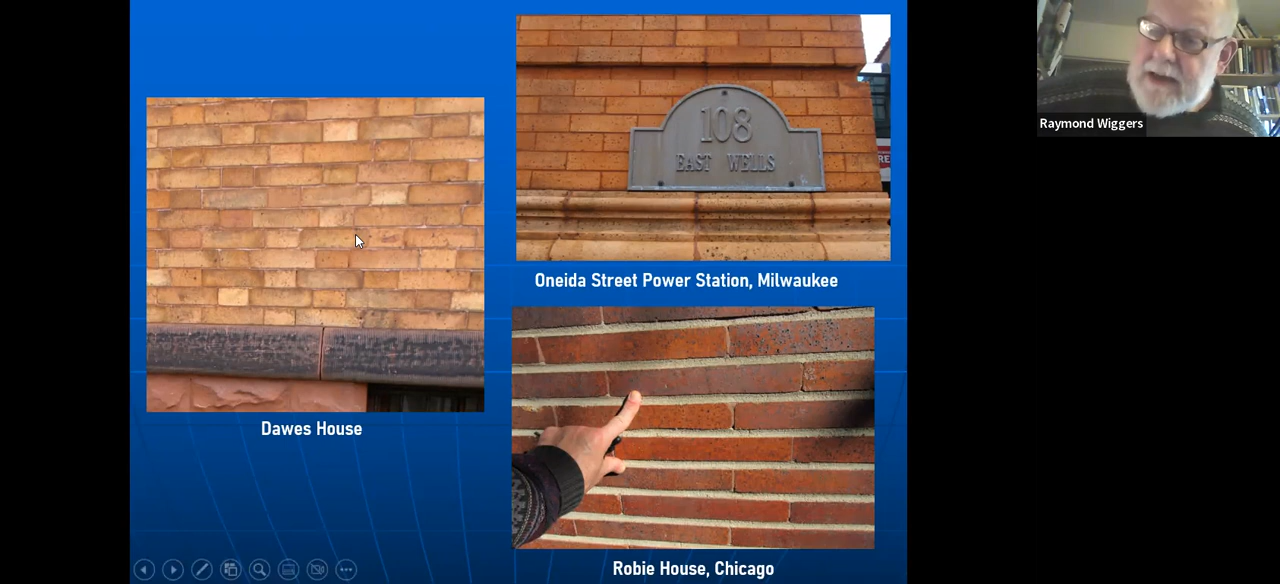 108
EAST WELLS
Oneida Street Power Station, Milwaukee
Dawes House
Robie House, Chicago
Raymond Wiggers